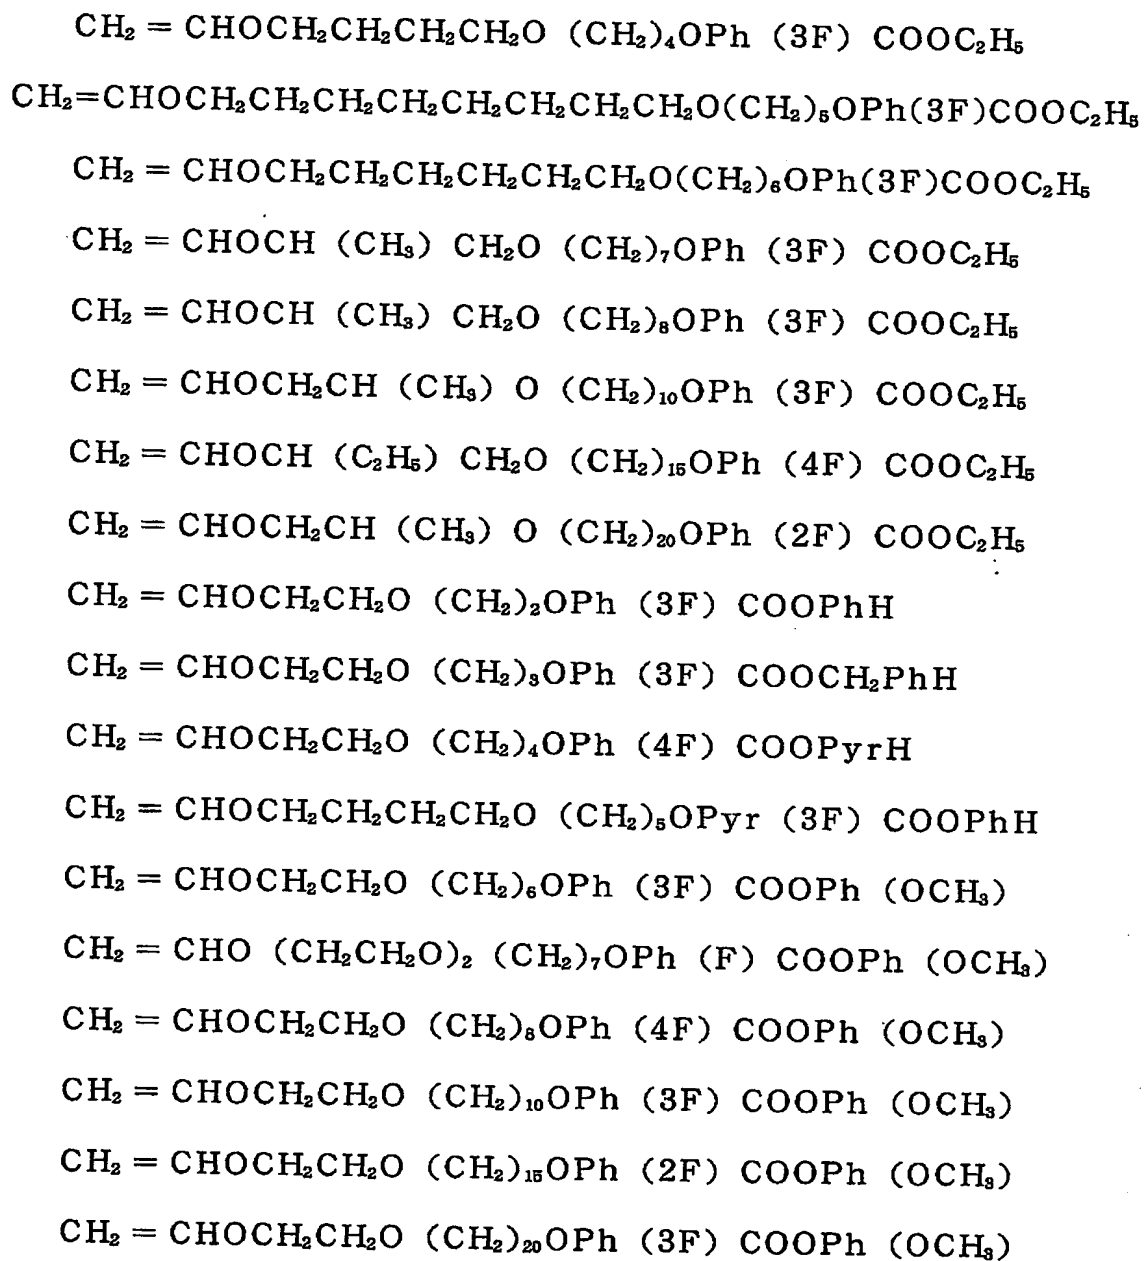 CH₂ = CHOCH₂CH₂CH₂CH₂O (CH₂)₄OPh (3F) COOC₂H₅
CH₂=CHOCH₂CH₂CH₂CH₂CH₂CH₂CH₂CH₂O(CH₂)₅OPh(3F)COOC₂H₅
CH₂ = CHOCH₂CH₂CH₂CH₂CH₂CH₂O(CH₂)₆OPh(3F)COOC₂H₅
CH₂ = CHOCH (CH₃) CH₂O (CH₂)₇OPh (3F) COOC₂H₅
CH₂ = CHOCH (CH₃) CH₂O (CH₂)₈OPh (3F) COOC₂H₅
CH₂ = CHOCH₂CH (CH₃) O (CH₂)₁₀OPh (3F) COOC₂H₅
CH₂ = CHOCH (C₂H₅) CH₂O (CH₂)₁₅OPh (4F) COOC₂H₅
CH₂ = CHOCH₂CH (CH₃) O (CH₂)₂₀OPh (2F) COOC₂H₅
CH₂ = CHOCH₂CH₂O (CH₂)₂OPh (3F) COOPhH
CH₂ = CHOCH₂CH₂O (CH₂)₃OPh (3F) COOCH₂PhH
CH₂ = CHOCH₂CH₂O (CH₂)₄OPh (4F) COOPyrH
CH₂ = CHOCH₂CH₂CH₂CH₂O (CH₂)₅OPyr (3F) COOPhH
CH₂ = CHOCH₂CH₂O (CH₂)₆OPh (3F) COOPh (OCH₃)
CH₂ = CHO (CH₂CH₂O)₂ (CH₂)₇OPh (F) COOPh (OCH₃)
CH₂ = CHOCH₂CH₂O (CH₂)₈OPh (4F) COOPh (OCH₃)
CH₂ = CHOCH₂CH₂O (CH₂)₁₀OPh (3F) COOPh (OCH₃)
CH₂ = CHOCH₂CH₂O (CH₂)₁₅OPh (2F) COOPh (OCH₃)
CH₂ = CHOCH₂CH₂O (CH₂)₂₀OPh (3F) COOPh (OCH₃)